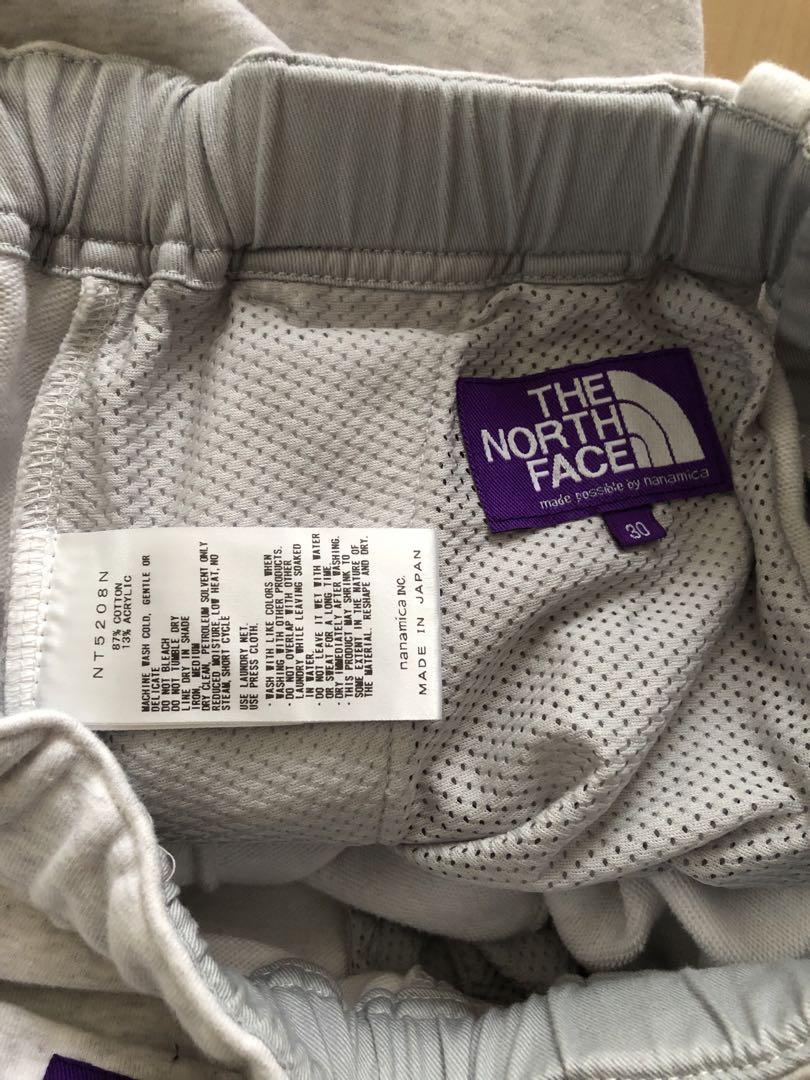 THE
NORTH
FACE
made possible by nanamica
30
NT5208N
87% COTTON
13% ACRYLIC
MACHINE WASH COLD, GENTLE OR
DELICATE
DO NOT BLEACH
DO NOT TUMBLE DRY
LINE DRY IN SHADE
IRON MEDIUM
DRY CLEAN, PETROLEUM SOLVENT ONLY
REDUCED MOISTURE, LOW HEAT, NO
STEAM SHORT CYCLE
USE LAUNDRY NET.
USE PRESS CLOTH.
・WASH WITH LIKE COLORS WHEN
WASHING WITH OTHER PRODUCTS.
・DO NOT OVERLAP WITH OTHER
LAUNDRY WHILE LEAVING SOAKED
IN WATER.
・DO NOT LEAVE IT WET WITH WATER
OR SWEAT FOR A LONG TIME.
・DRY IMMEDIATELY AFTER WASHING.
・THIS PRODUCT MAY SHRINK TO
SOME EXTENT IN THE NATURE OF
THE MATERIAL. RESHAPE AND DRY.
nanamica INC.
MADE IN JAPAN